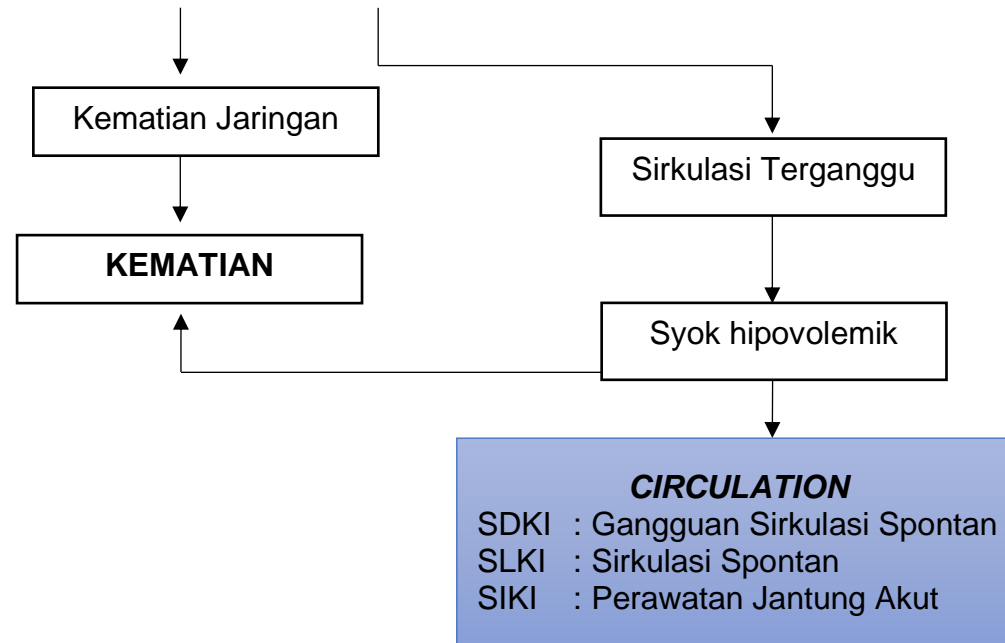 Kematian Jaringan
Sirkulasi Terganggu
KEMATIAN
Syok hipovolemik
CIRCULATION
SDKI : Gangguan Sirkulasi Spontan
SLKI : Sirkulasi Spontan
SIKI : Perawatan Jantung Akut